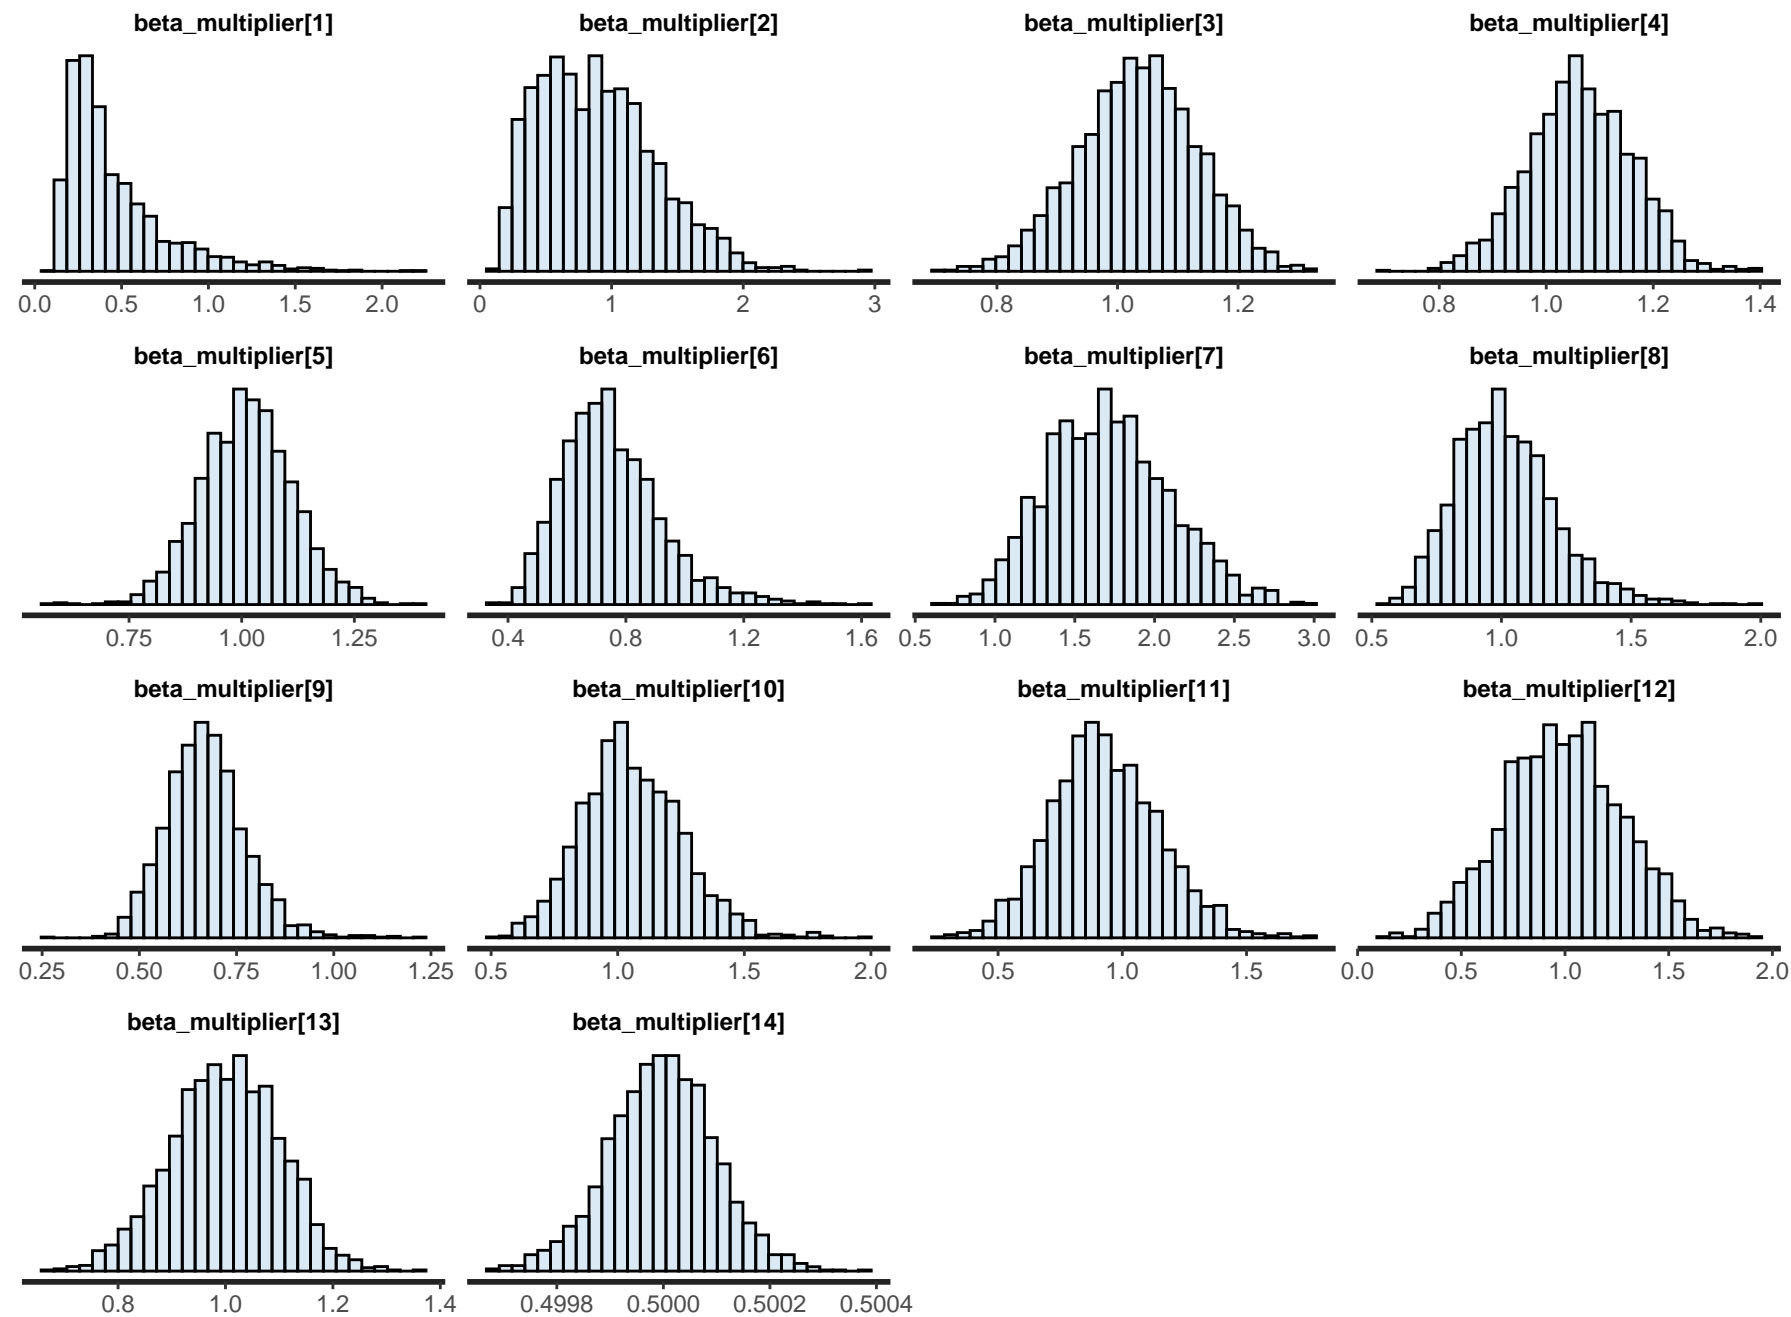 beta_multiplier[1] beta_multiplier[2] beta_multiplier[3] beta_multiplier[4]
0.0 0.5 1.0 1.5 2.0 0 1 2 3 0.8 1.0 1.2 0.8 1.0 1.2 1.4
beta_multiplier[5] beta_multiplier[6] beta_multiplier[7] beta_multiplier[8]
0.75 1.00 1.25 0.4 0.8 1.2 1.6 0.5 1.0 1.5 2.0 2.5 3.0 0.5 1.0 1.5 2.0
beta_multiplier[9] beta_multiplier[10] beta_multiplier[11] beta_multiplier[12]
0.25 0.50 0.75 1.00 1.25 0.5 1.0 1.5 2.0 0.5 1.0 1.5 0.0 0.5 1.0 1.5 2.0
beta_multiplier[13] beta_multiplier[14]
0.8 1.0 1.2 1.4 0.4998 0.5000 0.5002 0.5004